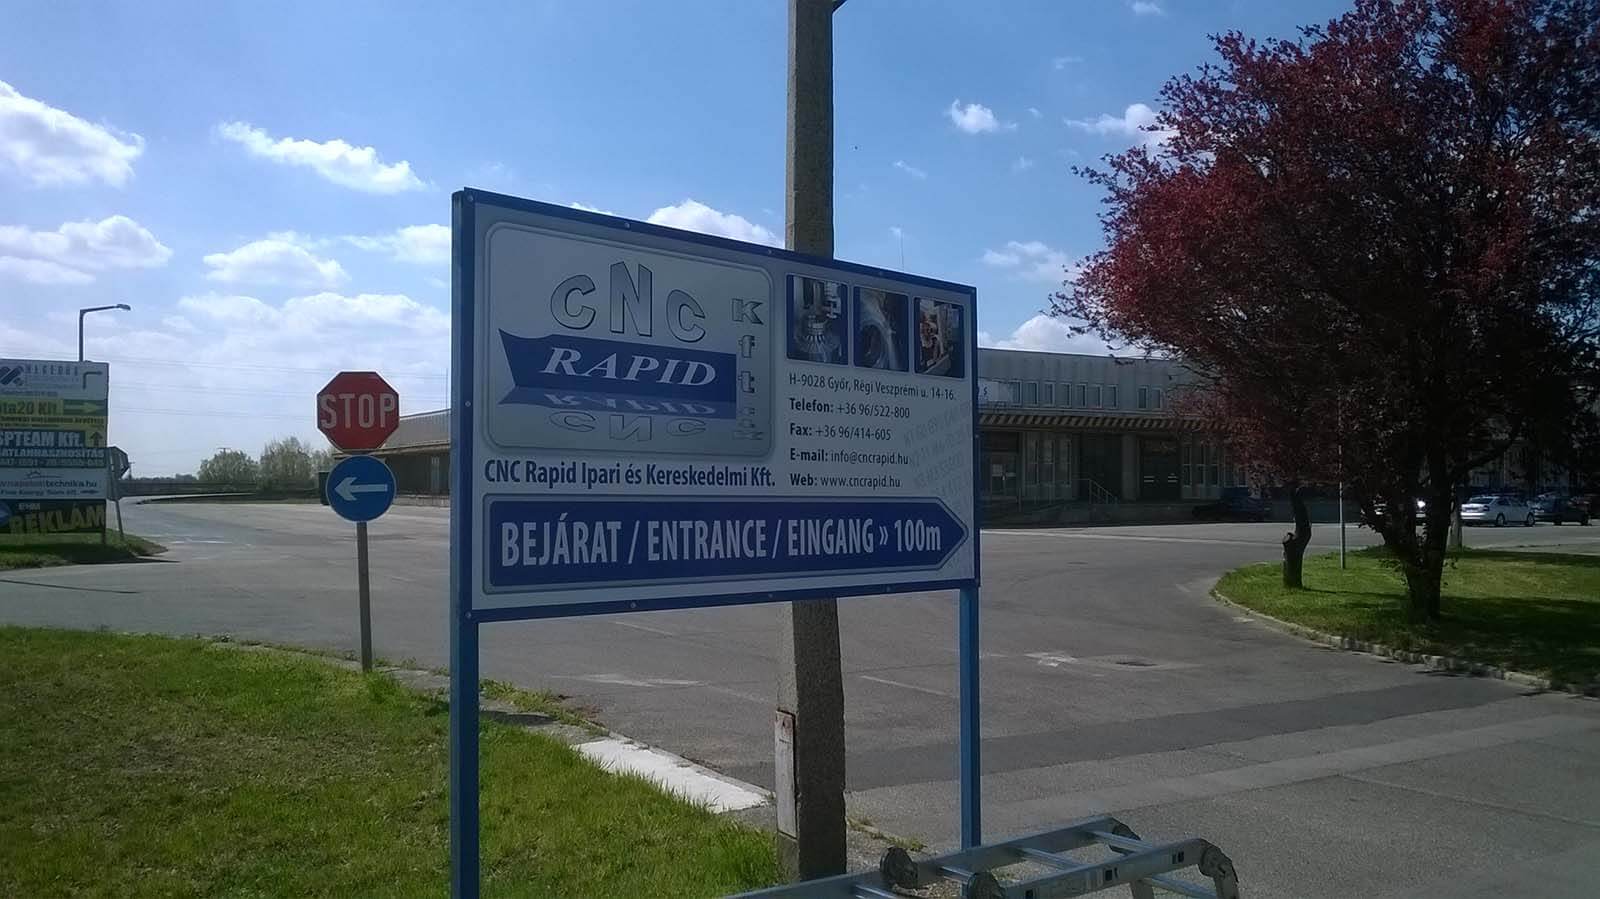 CNC
Kft
RAPID
H-9028 Győr, Régi Veszprémi u. 14-16.
Telefon: +36 96/522-800
Fax: +36 96/414-605
E-mail: info@cncrapid.hu
Web: www.cncrapid.hu
CNC Rapid Ipari és Kereskedelmi Kft.
BEJÁRAT / ENTRANCE / EINGANG » 100m
STOP
ta20 Kft
SPTEAM Kft.
REKLÁM